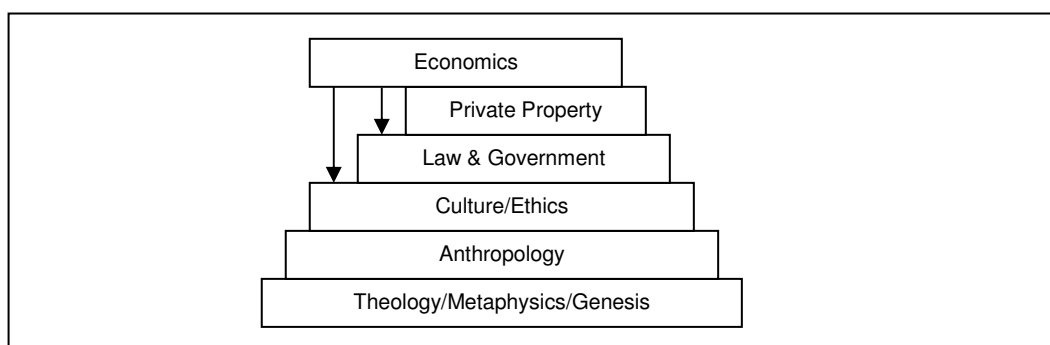 Economics
Private Property
Law & Government
Culture/Ethics
Anthropology
Theology/Metaphysics/Genesis